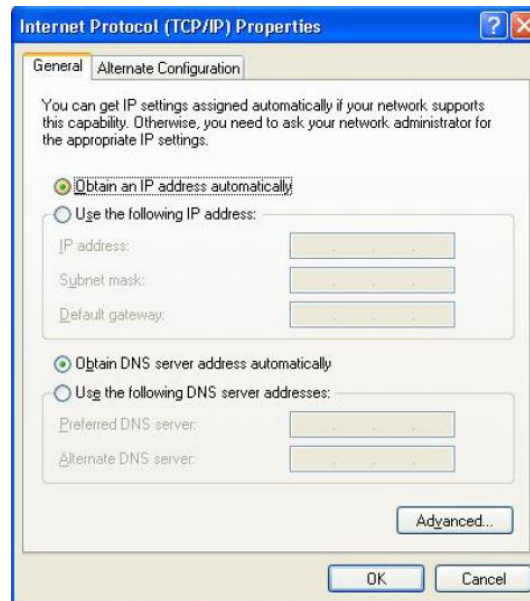 Internet Protocol (TCP/IP) Properties
General
Alternate Configuration
You can get IP settings assigned automatically if your network supports
this capability. Otherwise, you need to ask your network administrator for
the appropriate IP settings.
Obtain an IP address automatically
Use the following IP address:
IP address:
Subnet mask:
Default gateway:
Obtain DNS server address automatically
Use the following DNS server addresses:
Preferred DNS server:
Alternate DNS server:
Advanced...
OK
Cancel